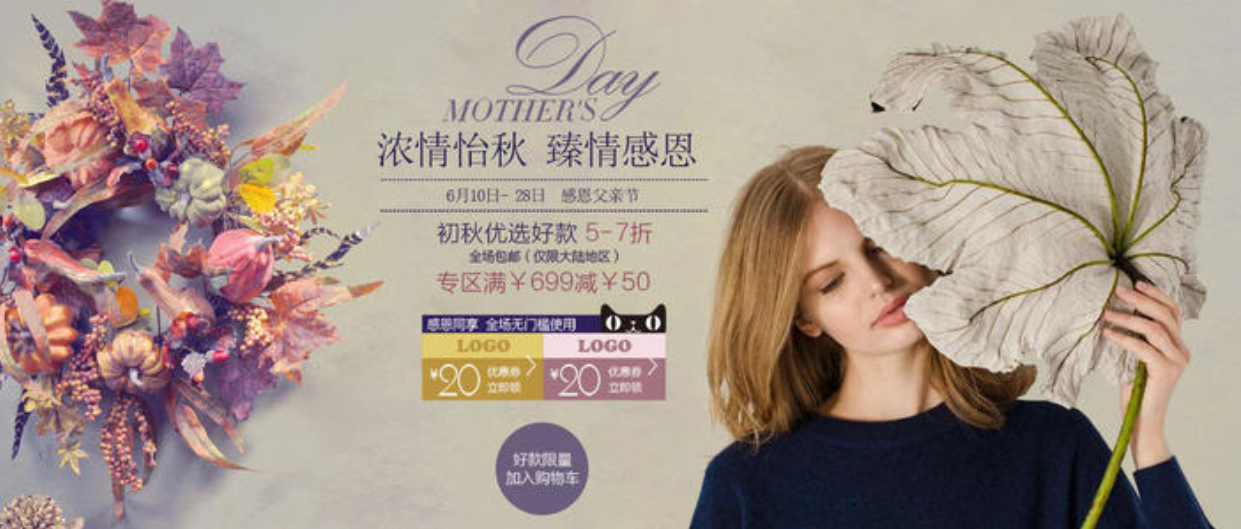 Day
MOTHER'S
浓情怡秋 臻情感恩
6月10日- 28日 感恩父亲节
初秋优选好款 5-7折
全场包邮（仅限大陆地区）
专区满￥699减￥50
感恩同享 全场无门槛使用
LOGO LOGO
¥20 优惠券 立即领 ¥20 优惠券 立即领
好款限量
加入购物车